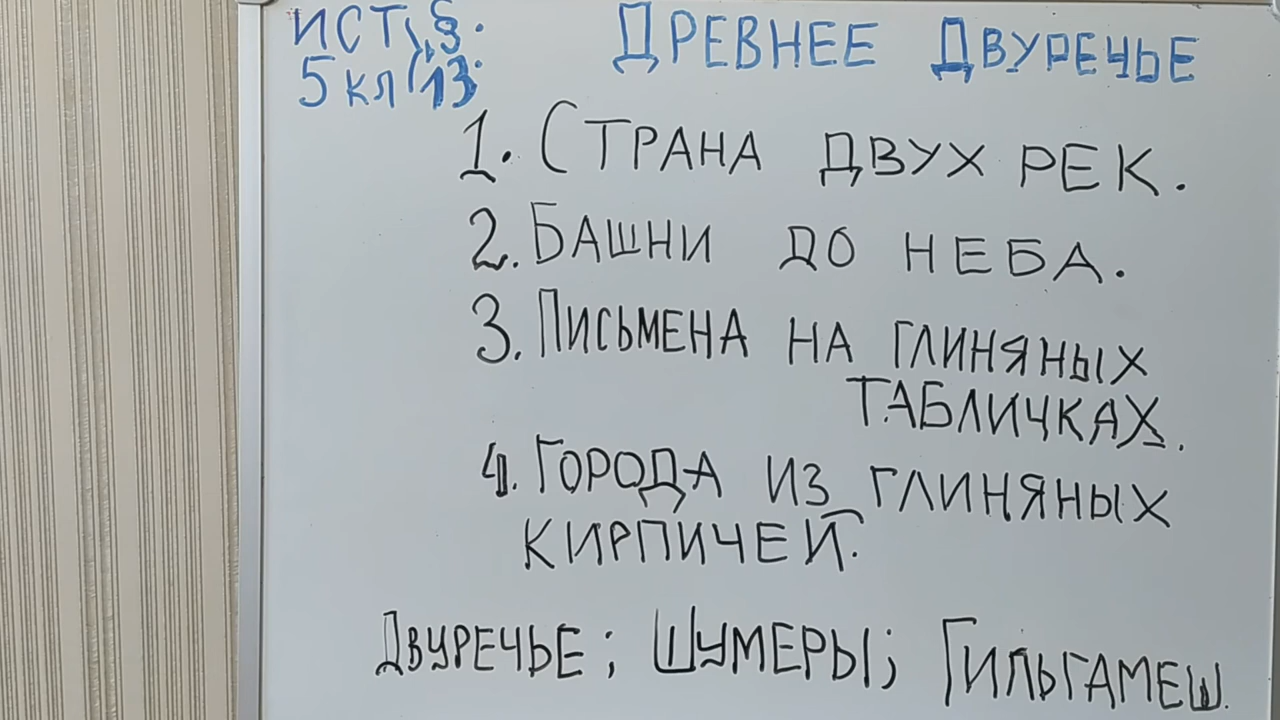 ИСТ, §. ДРЕВНЕЕ ДВУРЕЧЬЕ
5 кл 13
1. СТРАНА ДВУХ РЕК.
2. БАШНИ ДО НЕБА.
3. ПИСЬМЕНА НА ГЛИНЯНЫХ
ТАБЛИЧКАХ.
4. ГОРОДА ИЗ ГЛИНЯНЫХ
КИРПИЧЕЙ.
ДВУРЕЧЬЕ; ШУМЕРЫ; ГИЛЬГАМЕШ.